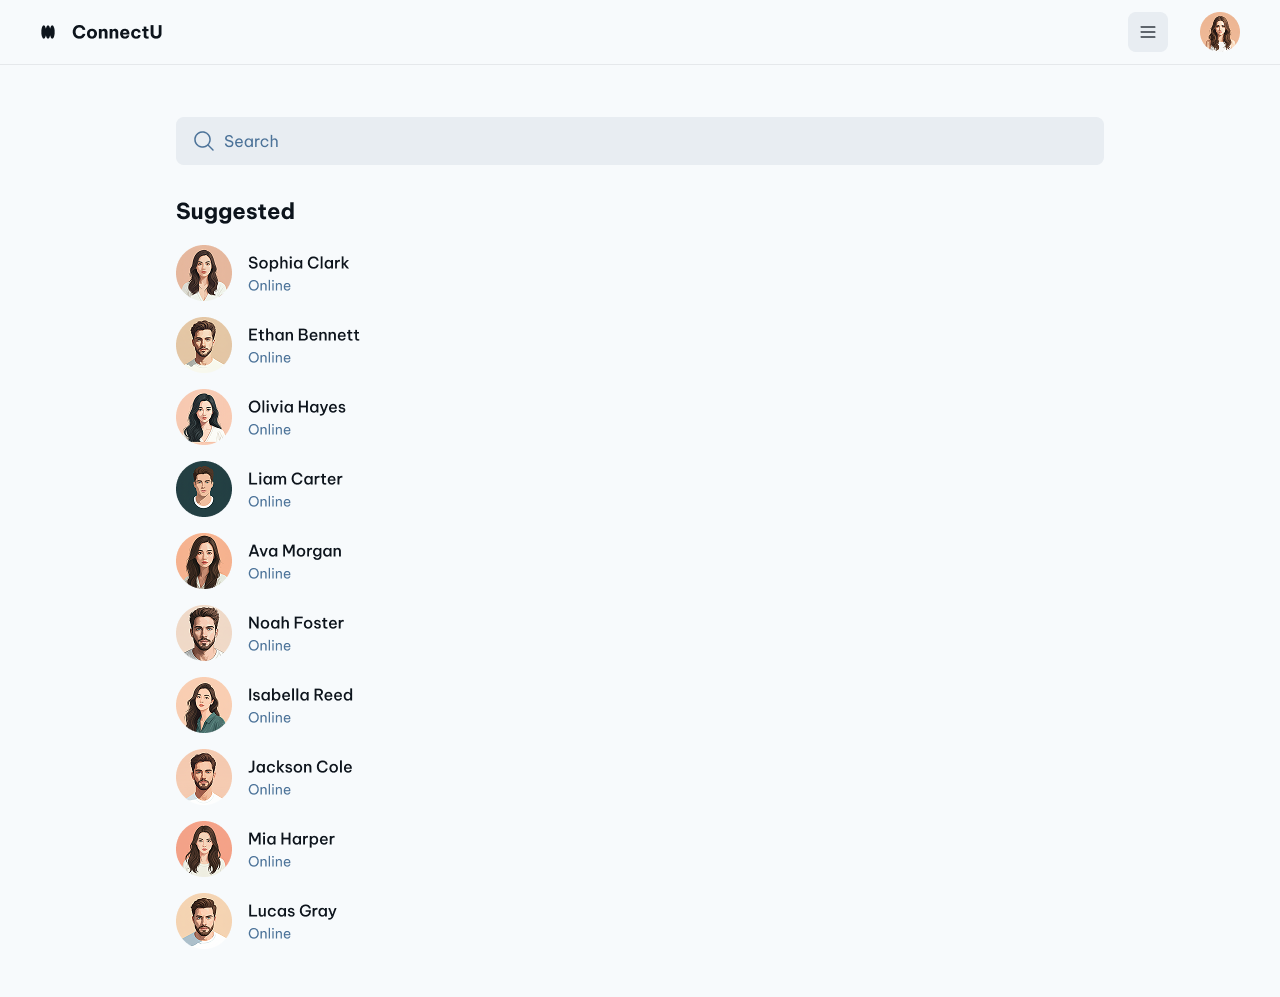 ConnectU
Search
Suggested
Sophia Clark
Online
Ethan Bennett
Online
Olivia Hayes
Online
Liam Carter
Online
Ava Morgan
Online
Noah Foster
Online
Isabella Reed
Online
Jackson Cole
Online
Mia Harper
Online
Lucas Gray
Online